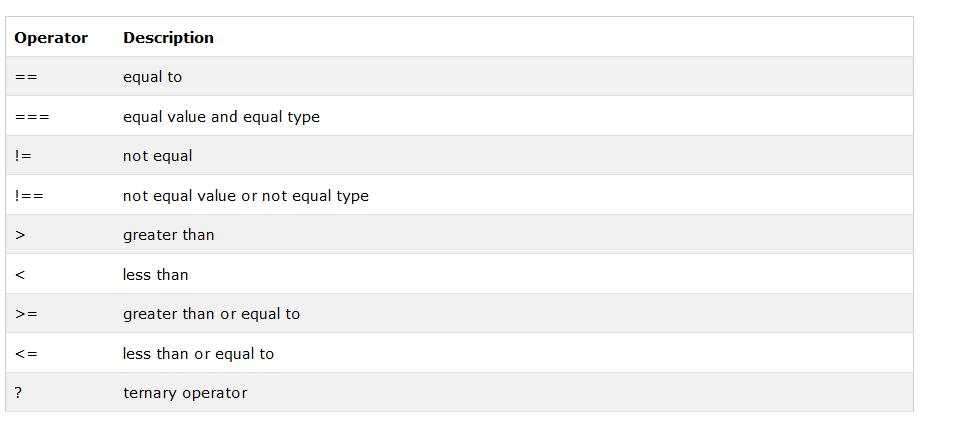 Operator Description
== equal to
=== equal value and equal type
!= not equal
!== not equal value or not equal type
> greater than
< less than
>= greater than or equal to
<= less than or equal to
? ternary operator